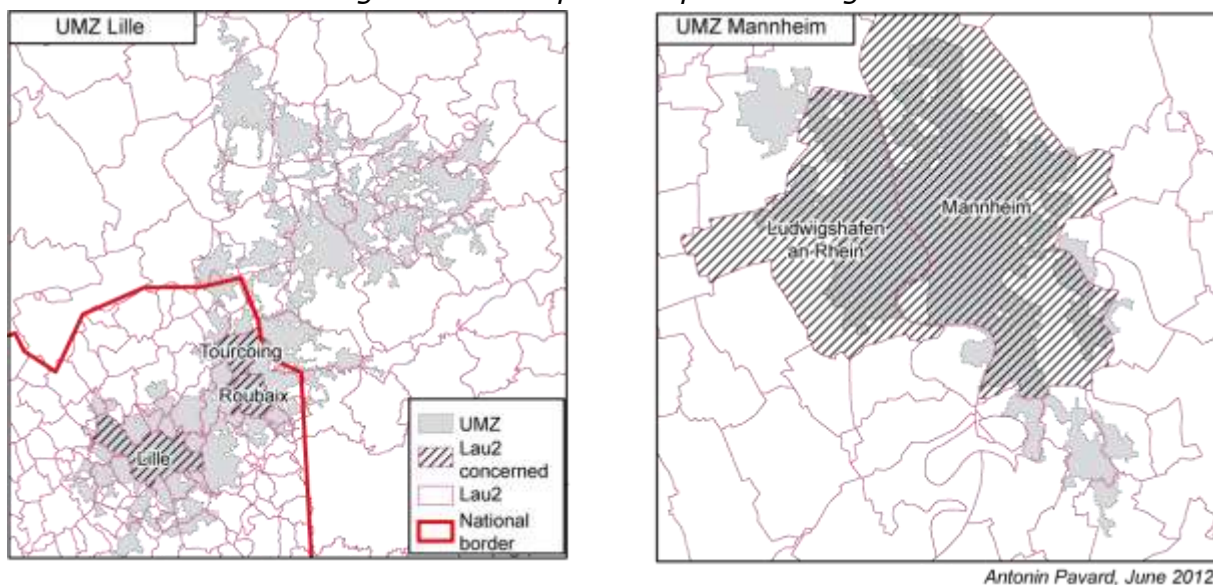 UMZ Lille
Tourcoing
Roubaix
Lille
UMZ
Lau2
concerned
Lau2
National
border
UMZ Mannheim
Mannheim
Ludwigshafen
an-Rhein
Antonin Pavard, June 2012